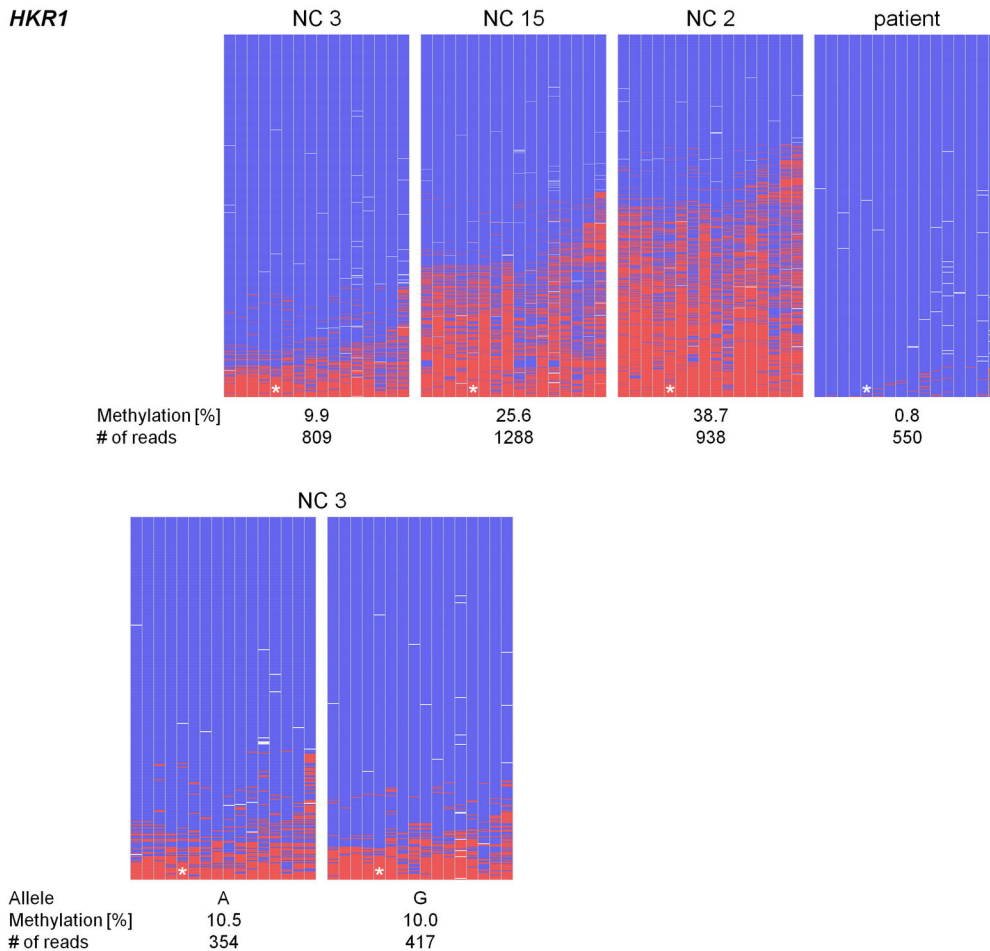 HKR1 NC 3 NC 15 NC 2 patient
* * * *
Methylation [%] 9.9 25.6 38.7 0.8
# of reads 809 1288 938 550
NC 3
* *
Allele A G
Methylation [%] 10.5 10.0
# of reads 354 417